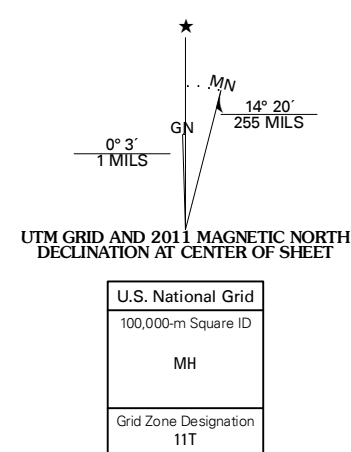 MN
14° 20´
255 MILS
GN
0° 3´
1 MILS
UTM GRID AND 2011 MAGNETIC NORTH
DECLINATION AT CENTER OF SHEET
U.S. National Grid
100,000-m Square ID
MH
Grid Zone Designation
11T